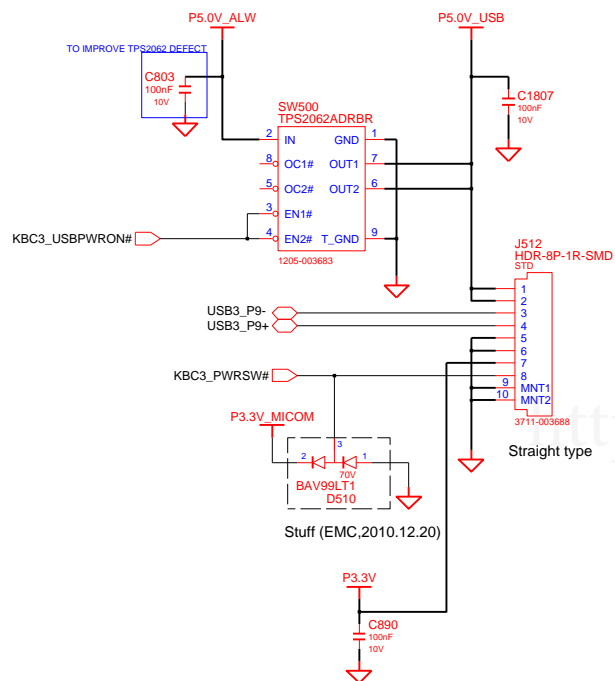 P5.0V_ALW
P5.0V_USB
TO IMPROVE TPS2062 DEFECT
C803
100nF
10V
C1807
100nF
10V
SW500
TPS2062ADRBR
2 IN GND 1
8 OC1# OUT1 7
5 OC2# OUT2 6
3 EN1#
4 EN2# T_GND 9
1205-003683
KBC3_USBPWRON#
J512
HDR-8P-1R-SMD
STD
1
2
USB3_P9- 3
USB3_P9+ 4
5
6
7
KBC3_PWRSW# 8
9 MNT1
10 MNT2
3711-003688
Straight type
P3.3V_MICOM
3
2 1
70V
BAV99LT1
D510
Stuff (EMC,2010.12.20)
P3.3V
C890
100nF
10V